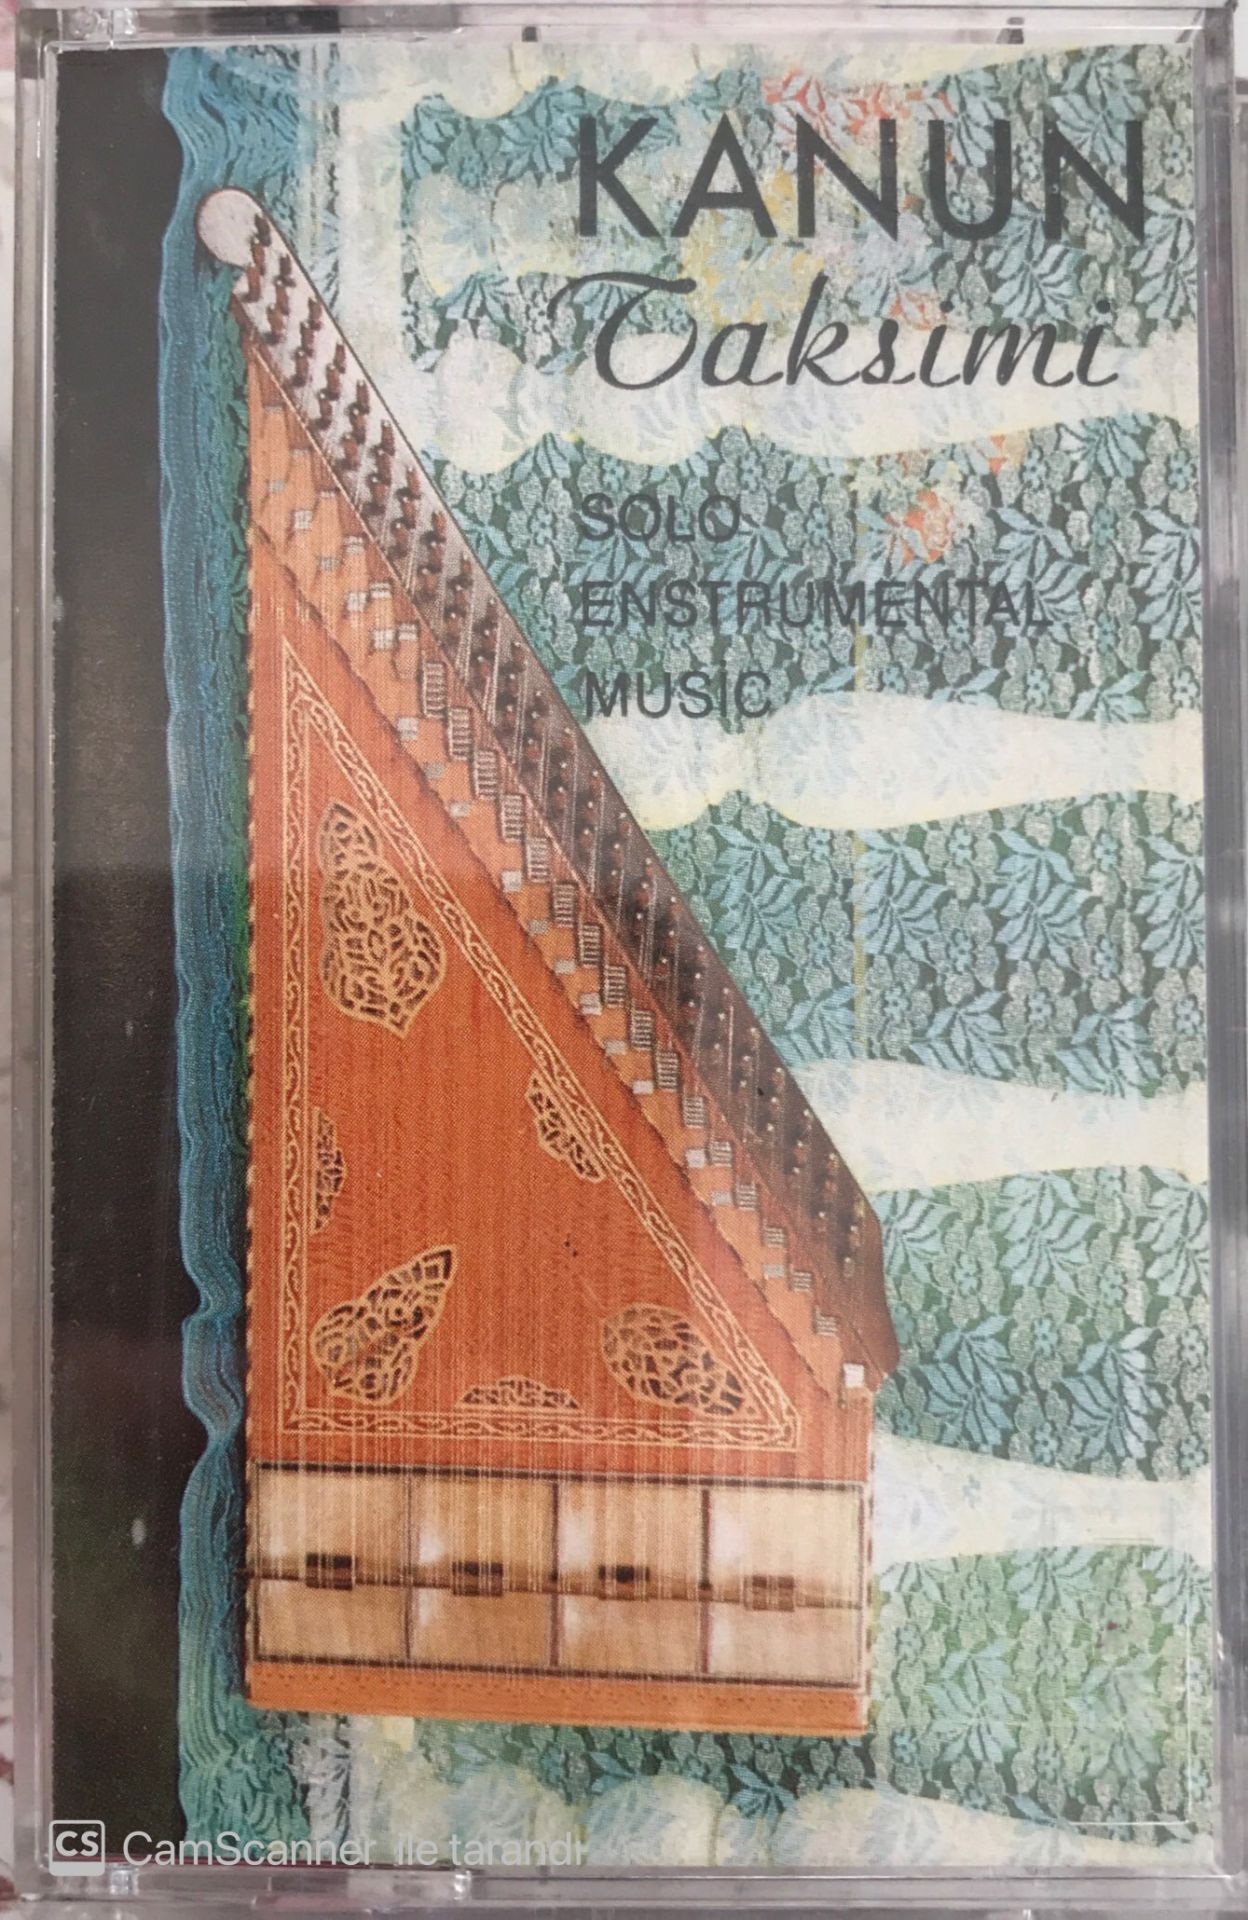 KANUN
Taksimi
SOLO
ENSTRUMENTAL
MUSIC
CS CamScanner ile tarandı